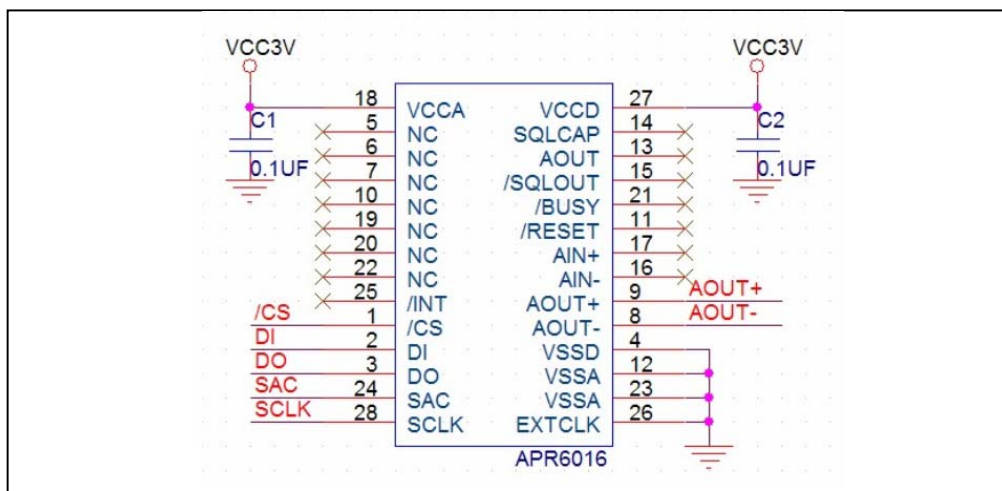 VCC3V VCC3V
18 VCCA VCCD 27
C1 5 NC SQLCAP 14 C2
6 NC AOUT 13
0.1UF 7 NC /SQLOUT 15 0.1UF
10 NC /BUSY 21
19 NC /RESET 11
20 NC AIN+ 17
22 NC AIN- 16
25 /INT AOUT+ 9 AOUT+
/CS 1 /CS AOUT- 8 AOUT-
DI 2 DI VSSD 4
DO 3 DO VSSA 12
SAC 24 SAC VSSA 23
SCLK 28 SCLK EXTCLK 26
APR6016